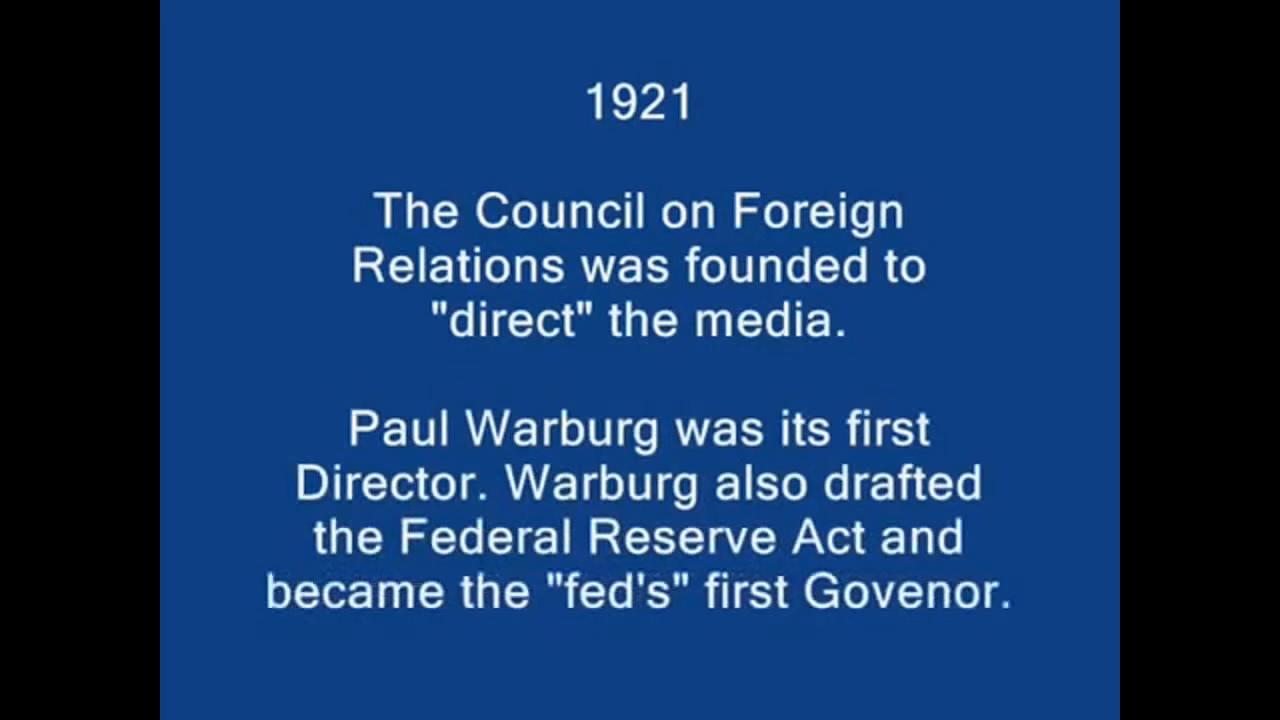 1921
The Council on Foreign
Relations was founded to
"direct" the media.
Paul Warburg was its first
Director. Warburg also drafted
the Federal Reserve Act and
became the "fed's" first Govenor.